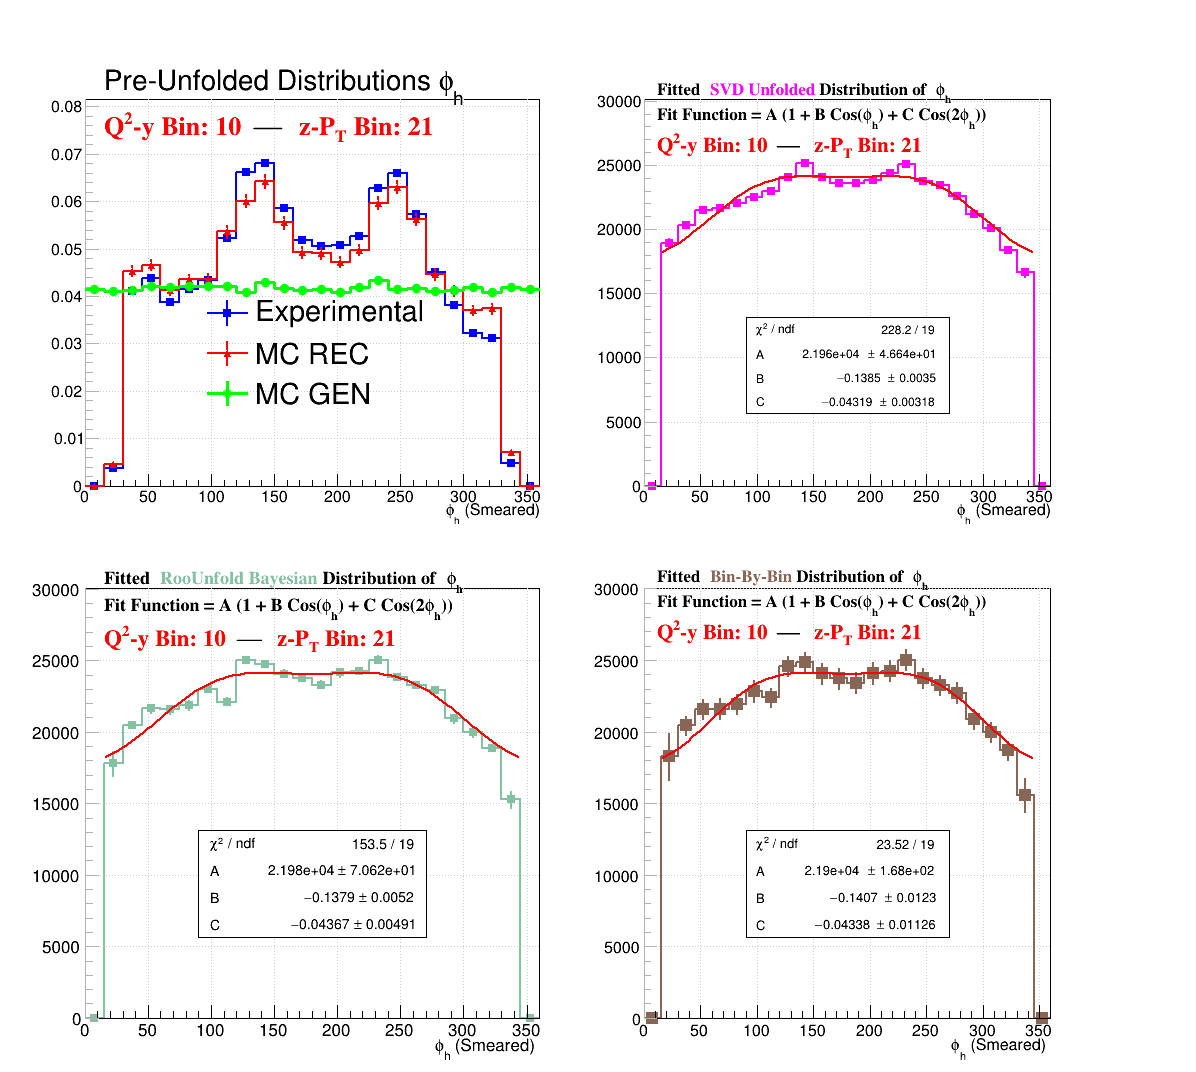 Pre-Unfolded Distributions ϕh
Q²-y Bin: 10 — z-PT Bin: 21
0.08
0.07
0.06
0.05
0.04
0.03
0.02
0.01
0
Experimental
MC REC
MC GEN
0 50 100 150 200 250 300 350
ϕh (Smeared)
Fitted SVD Unfolded Distribution of ϕh
Fit Function = A (1 + B Cos(ϕh) + C Cos(2ϕh))
Q²-y Bin: 10 — z-PT Bin: 21
30000
25000
20000
15000
10000
5000
0
χ² / ndf 228.2 / 19
A 2.196e+04 ± 4.664e+01
B −0.1385 ± 0.0035
C −0.04319 ± 0.00318
0 50 100 150 200 250 300 350
ϕh (Smeared)
Fitted RooUnfold Bayesian Distribution of ϕh
Fit Function = A (1 + B Cos(ϕh) + C Cos(2ϕh))
Q²-y Bin: 10 — z-PT Bin: 21
30000
25000
20000
15000
10000
5000
0
χ² / ndf 153.5 / 19
A 2.198e+04 ± 7.062e+01
B −0.1379 ± 0.0052
C −0.04367 ± 0.00491
0 50 100 150 200 250 300 350
ϕh (Smeared)
Fitted Bin-By-Bin Distribution of ϕh
Fit Function = A (1 + B Cos(ϕh) + C Cos(2ϕh))
Q²-y Bin: 10 — z-PT Bin: 21
30000
25000
20000
15000
10000
5000
0
χ² / ndf 23.52 / 19
A 2.19e+04 ± 1.68e+02
B −0.1407 ± 0.0123
C −0.04338 ± 0.01126
0 50 100 150 200 250 300 350
ϕh (Smeared)